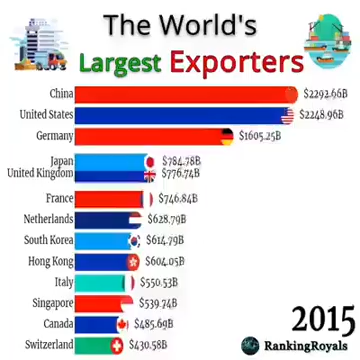 The World's
Largest Exporters
China $2292.66B
United States $2248.96B
Germany $1605.25B
Japan $784.78B
United Kingdom $776.74B
France $746.84B
Netherlands $628.79B
South Korea $614.79B
Hong Kong $604.05B
Italy $550.53B
Singapore $539.74B
Canada $485.69B
Switzerland $430.58B
2015
RankingRoyals